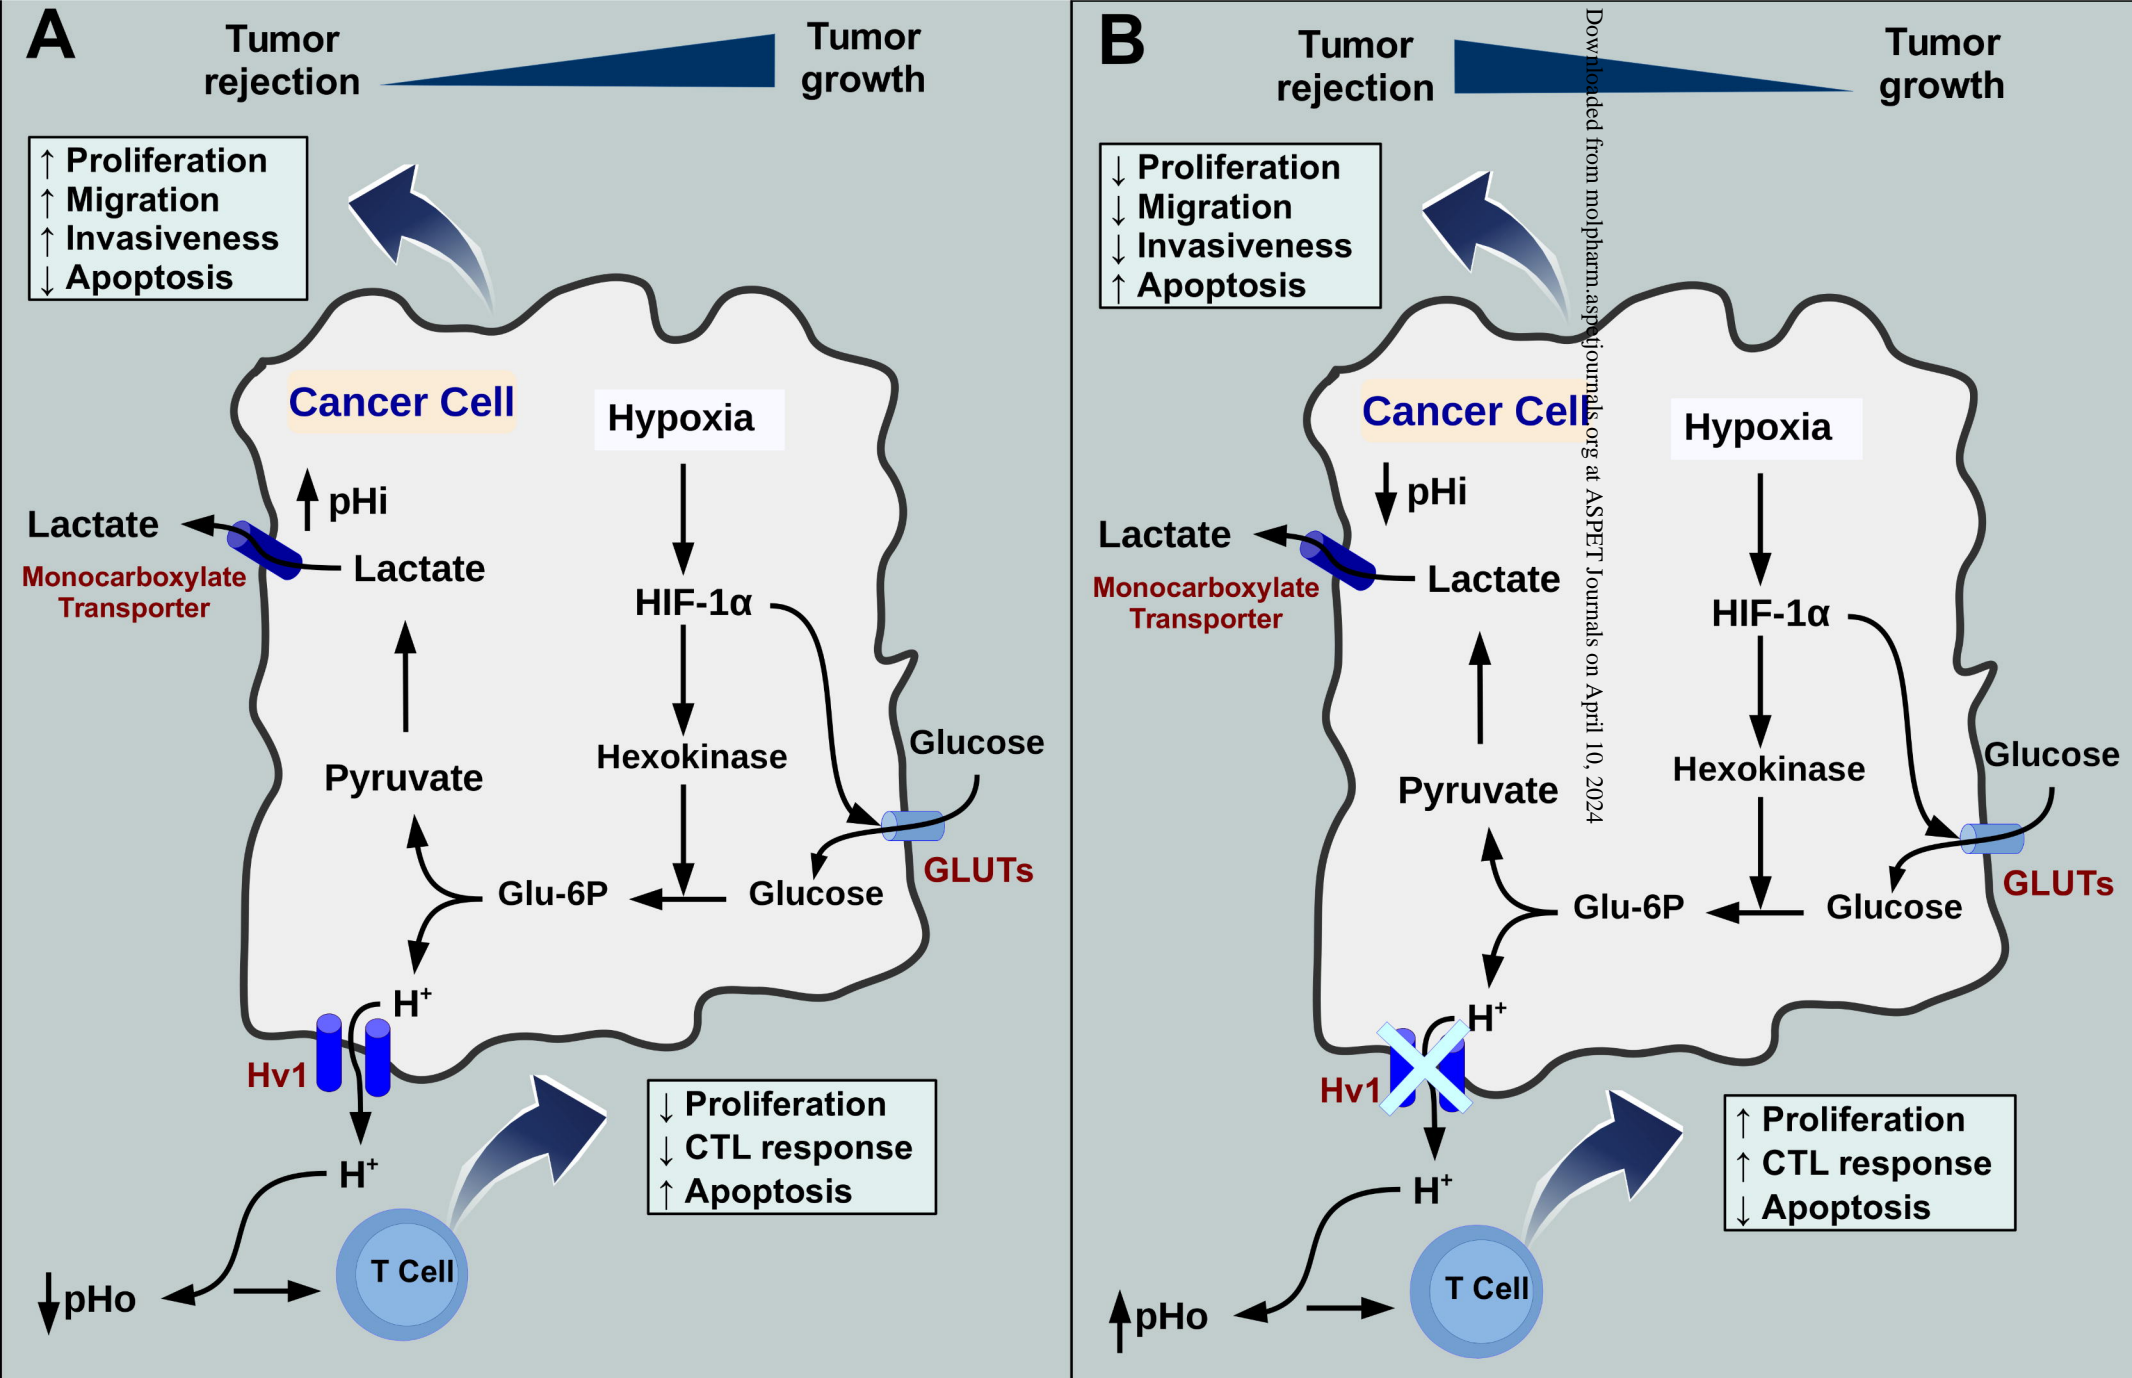 A
Tumor
rejection
Tumor
growth
↑ Proliferation
↑ Migration
↑ Invasiveness
↓ Apoptosis
Cancer Cell
Hypoxia
↑ pHi
Lactate
Lactate
Monocarboxylate
Transporter
HIF-1α
Hexokinase
Glucose
Pyruvate
GLUTs
Glu-6P
Glucose
H⁺
Hv1
↓ Proliferation
↓ CTL response
↑ Apoptosis
H⁺
T Cell
↓ pHo
B
Tumor
rejection
Tumor
growth
↓ Proliferation
↓ Migration
↓ Invasiveness
↑ Apoptosis
Cancer Cell
Hypoxia
↓ pHi
Lactate
Lactate
Monocarboxylate
Transporter
HIF-1α
Hexokinase
Glucose
Pyruvate
GLUTs
Glu-6P
Glucose
H⁺
Hv1
↑ Proliferation
↑ CTL response
↓ Apoptosis
H⁺
T Cell
↑ pHo
Downloaded from molpharm.aspetjournals.org at ASPET Journals on April 10, 2024